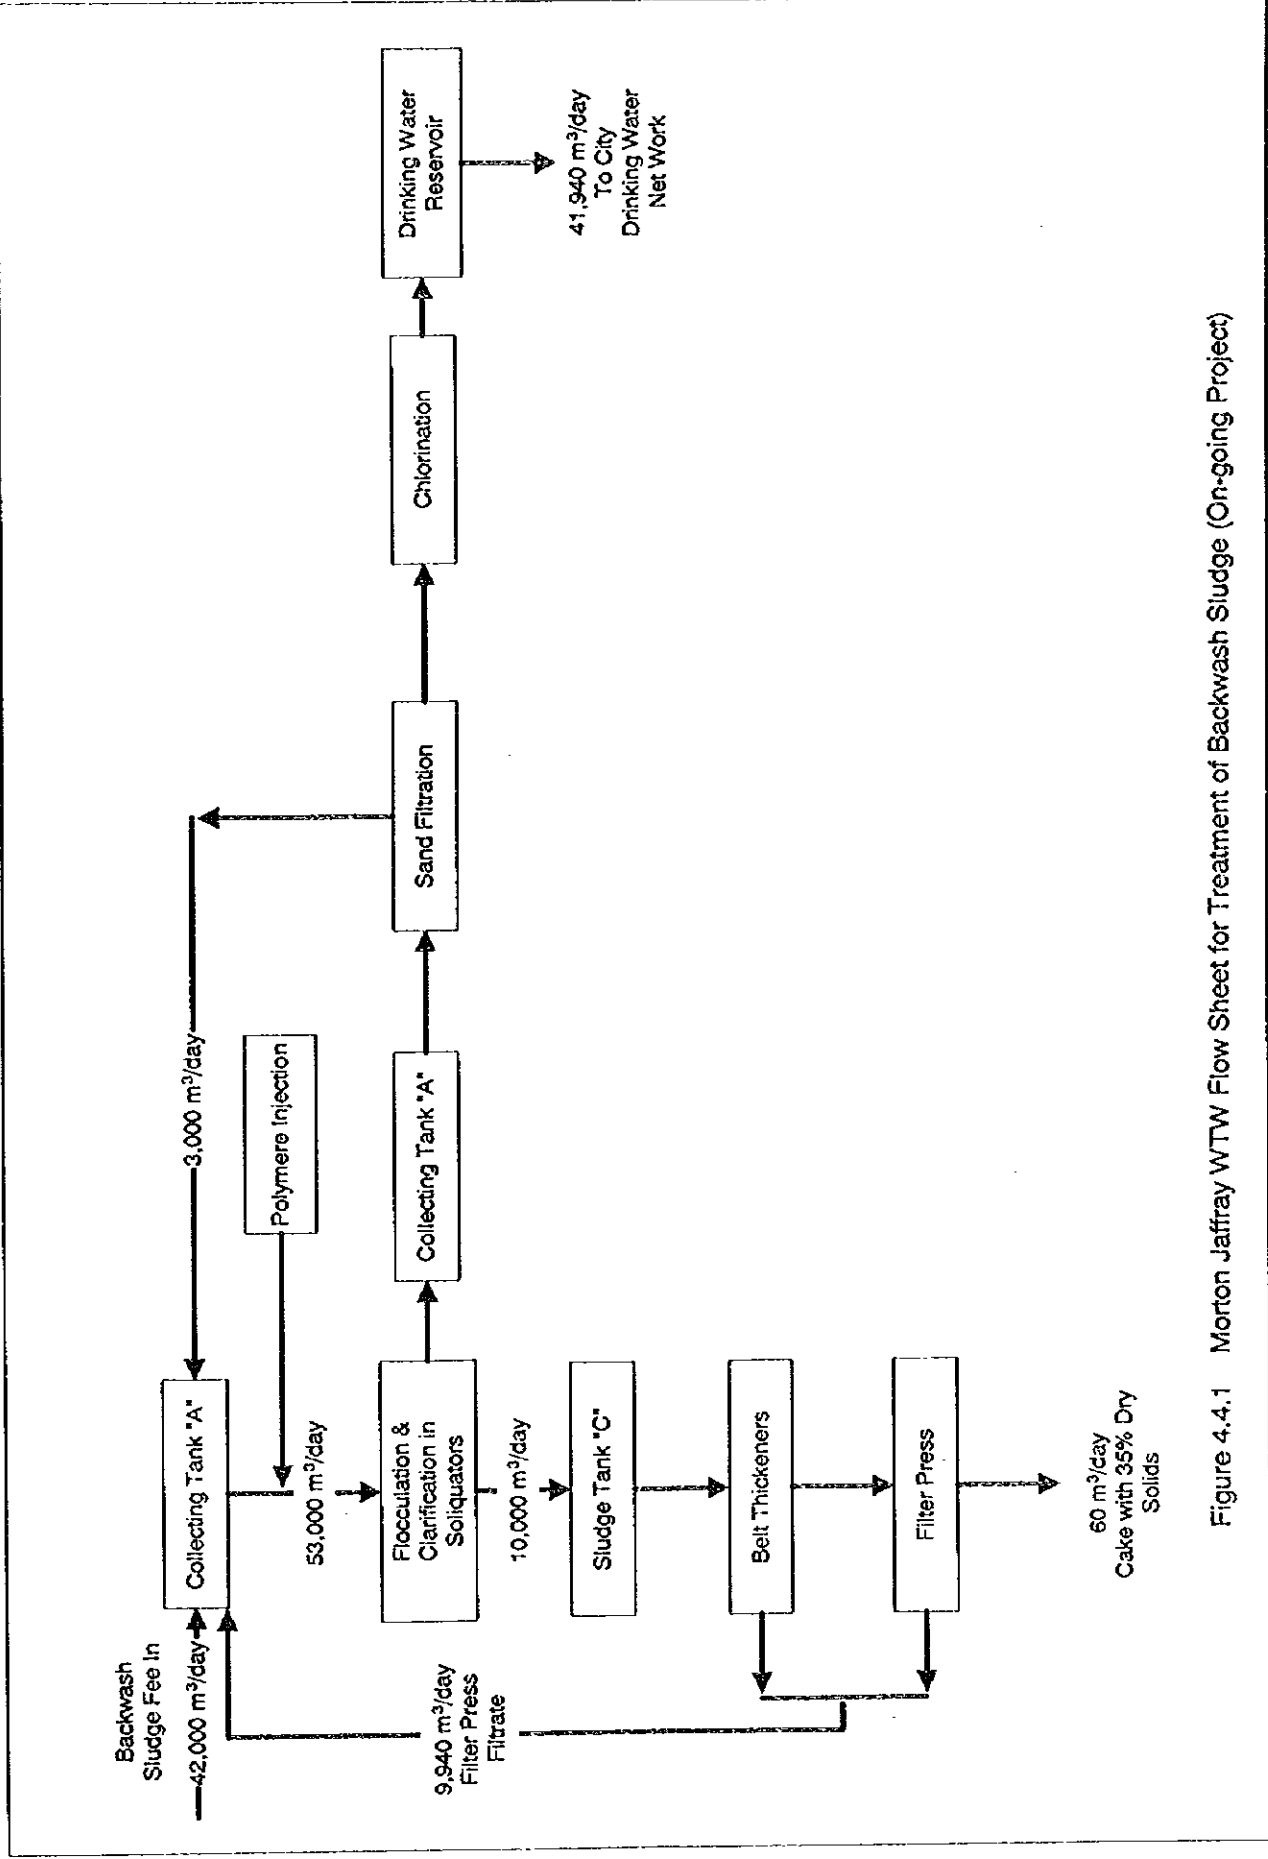 Backwash
Sludge Fee In
42,000 m³/day
Collecting Tank "A"
3,000 m³/day
Polymere Injection
53,000 m³/day
Flocculation &
Clarification in
Soliquators
Collecting Tank "A"
Sand Filtration
Chlorination
Drinking Water
Reservoir
41,940 m³/day
To City
Drinking Water
Net Work
10,000 m³/day
Sludge Tank "C"
9,940 m³/day
Filter Press
Filtrate
Belt Thickeners
Filter Press
60 m³/day
Cake with 35% Dry
Solids
Figure 4.4.1 Morton Jaffray WTW Flow Sheet for Treatment of Backwash Sludge (On-going Project)